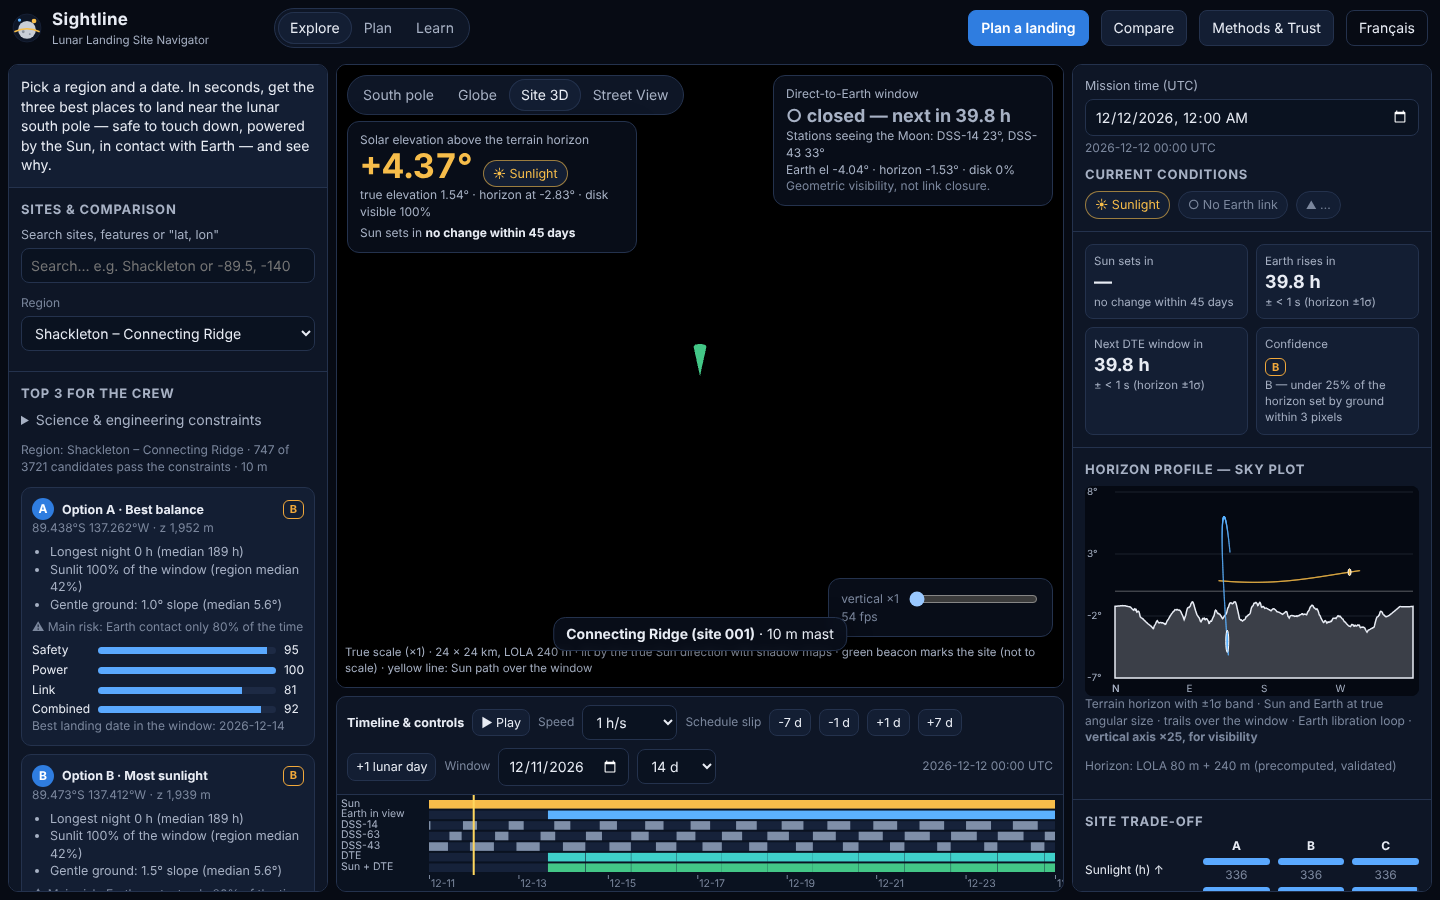 Sightline
Lunar Landing Site Navigator
Explore Plan Learn
Plan a landing Compare Methods & Trust Français
Pick a region and a date. In seconds, get the
three best places to land near the lunar
south pole — safe to touch down, powered
by the Sun, in contact with Earth — and see
why.
SITES & COMPARISON
Search sites, features or "lat, lon"
Search... e.g. Shackleton or -89.5, -140
Region
Shackleton – Connecting Ridge
TOP 3 FOR THE CREW
▶ Science & engineering constraints
Region: Shackleton – Connecting Ridge · 747 of
3721 candidates pass the constraints · 10 m
A Option A · Best balance B
89.438°S 137.262°W · z 1,952 m
• Longest night 0 h (median 189 h)
• Sunlit 100% of the window (region median
42%)
• Gentle ground: 1.0° slope (median 5.6°)
⚠ Main risk: Earth contact only 80% of the time
Safety 95
Power 100
Link 81
Combined 92
Best landing date in the window: 2026-12-14
B Option B · Most sunlight B
89.473°S 137.412°W · z 1,939 m
• Longest night 0 h (median 189 h)
• Sunlit 100% of the window (region median
42%)
• Gentle ground: 1.5° slope (median 5.6°)
South pole Globe Site 3D Street View
Solar elevation above the terrain horizon
+4.37° ☀ Sunlight
true elevation 1.54° · horizon at -2.83° · disk
visible 100%
Sun sets in no change within 45 days
Direct-to-Earth window
○ closed — next in 39.8 h
Stations seeing the Moon: DSS-14 23°, DSS-
43 33°
Earth el -4.04° · horizon -1.53° · disk 0%
Geometric visibility, not link closure.
vertical ×1
54 fps
Connecting Ridge (site 001) · 10 m mast
True scale (×1) · 24 × 24 km, LOLA 240 m · lit by the true Sun direction with shadow maps · green beacon marks the site (not to
scale) · yellow line: Sun path over the window
Timeline & controls ▶ Play Speed 1 h/s Schedule slip -7 d -1 d +1 d +7 d
+1 lunar day Window 12/11/2026 14 d 2026-12-12 00:00 UTC
Sun
Earth in view
DSS-14
DSS-63
DSS-43
DTE
Sun + DTE
12-11 12-13 12-15 12-17 12-19 12-21 12-23
Mission time (UTC)
12/12/2026, 12:00 AM
2026-12-12 00:00 UTC
CURRENT CONDITIONS
☀ Sunlight ○ No Earth link ▲ ...
Sun sets in
—
no change within 45 days
Earth rises in
39.8 h
± < 1 s (horizon ±1σ)
Next DTE window in
39.8 h
± < 1 s (horizon ±1σ)
Confidence
B
B — under 25% of the
horizon set by ground
within 3 pixels
HORIZON PROFILE — SKY PLOT
8°
3°
-2°
-7°
N E S W
Terrain horizon with ±1σ band · Sun and Earth at true
angular size · trails over the window · Earth libration loop ·
vertical axis ×25, for visibility
Horizon: LOLA 80 m + 240 m (precomputed, validated)
SITE TRADE-OFF
A B C
Sunlight (h) ↑ 336 336 336